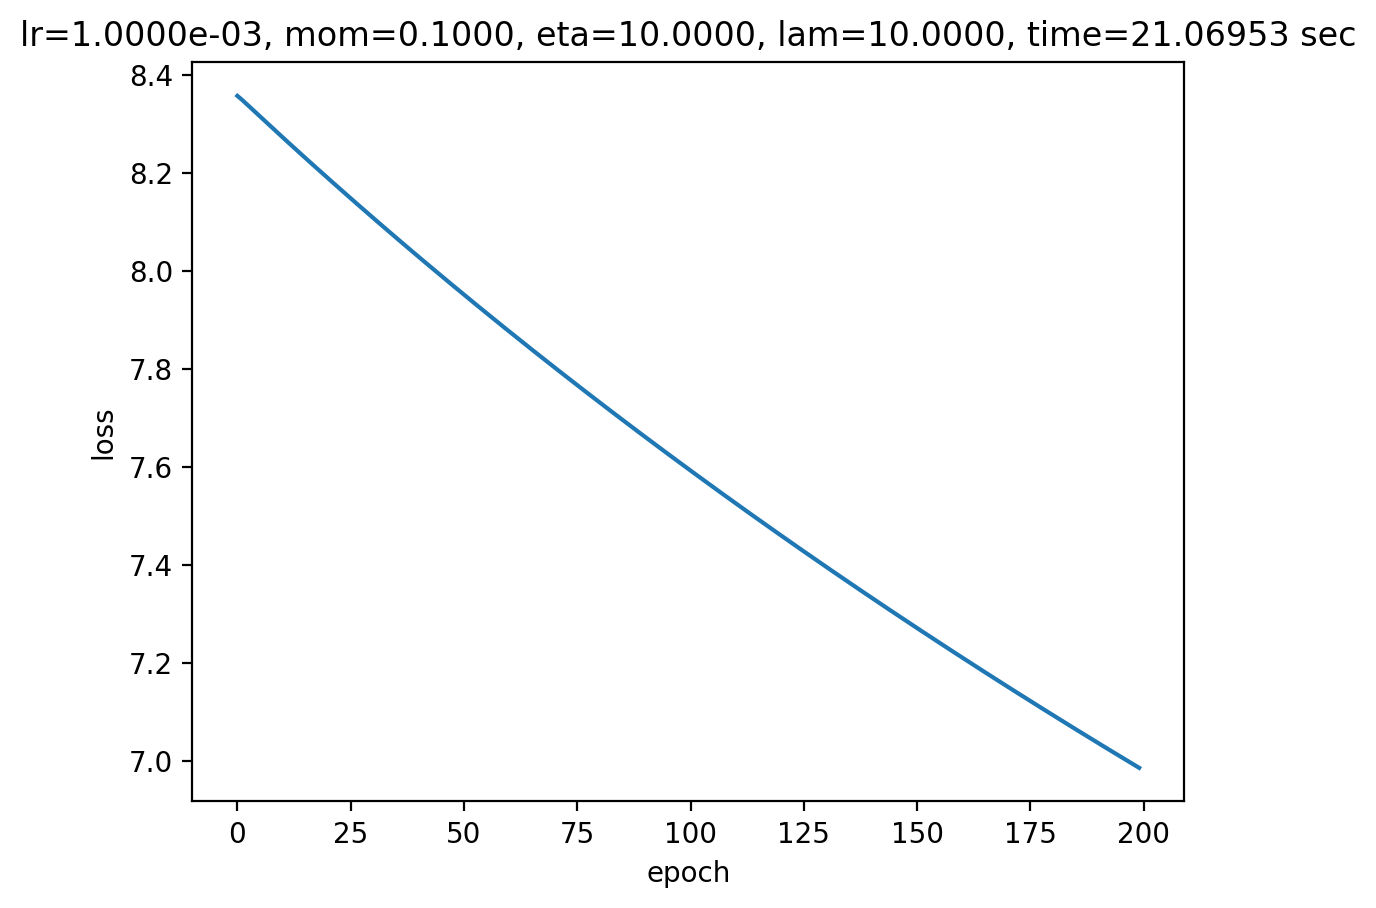 lr=1.0000e-03, mom=0.1000, eta=10.0000, lam=10.0000, time=21.06953 sec
8.4
8.2
8.0
7.8
7.6
7.4
7.2
7.0
loss
0 25 50 75 100 125 150 175 200
epoch